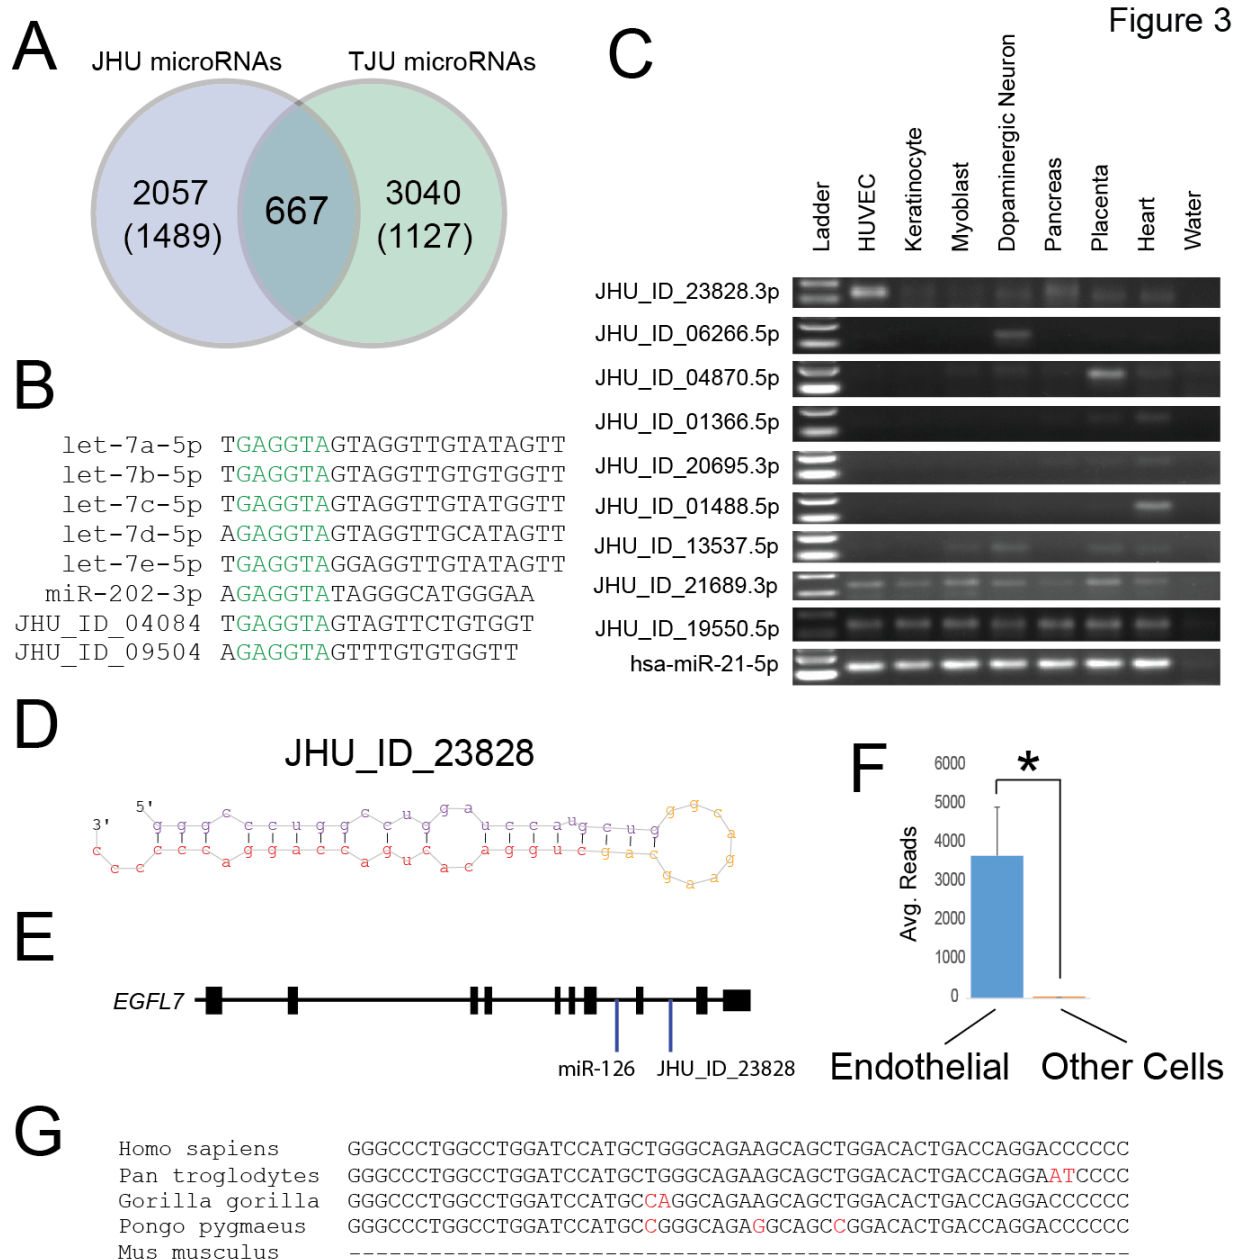 Figure 3
A
JHU microRNAs
TJU microRNAs
2057
(1489)
667
3040
(1127)
B
let-7a-5p TGAGGTAGTAGGTTGTATAGTT
let-7b-5p TGAGGTAGTAGGTTGTGTGGTT
let-7c-5p TGAGGTAGTAGGTTGTATGGTT
let-7d-5p AGAGGTAGTAGGTTGCATAGTT
let-7e-5p TGAGGTAGGAGGTTGTATAGTT
miR-202-3p AGAGGTATAGGGCATGGGAA
JHU_ID_04084 TGAGGTAGTAGTTCTGTGGT
JHU_ID_09504 AGAGGTAGTTTGTGTGGTT
C
Ladder
HUVEC
Keratinocyte
Myoblast
Dopaminergic Neuron
Pancreas
Placenta
Heart
Water
JHU_ID_23828.3p
JHU_ID_06266.5p
JHU_ID_04870.5p
JHU_ID_01366.5p
JHU_ID_20695.3p
JHU_ID_01488.5p
JHU_ID_13537.5p
JHU_ID_21689.3p
JHU_ID_19550.5p
hsa-miR-21-5p
D
JHU_ID_23828
5'
gggcccuggccuggauccaugcugggcagaagcagcuggacacugaccaggaccccc
3'
E
EGFL7
miR-126
JHU_ID_23828
F
6000
5000
4000
3000
2000
1000
0
Avg. Reads
*
Endothelial
Other Cells
G
Homo sapiens GGGCCCTGGCCTGGATCCATGCTGGGCAGAAGCAGCTGGACACTGACCAGGACCCCCC
Pan troglodytes GGGCCCTGGCCTGGATCCATGCTGGGCAGAAGCAGCTGGACACTGACCAGGAATCCCC
Gorilla gorilla GGGCCCTGGCCTGGATCCATGCCAGGCAGAAGCAGCTGGACACTGACCAGGACCCCCC
Pongo pygmaeus GGGCCCTGGCCTGGATCCATGCCGGGCAGAGGCAGCCGGACACTGACCAGGACCCCCC
Mus musculus ----------------------------------------------------------